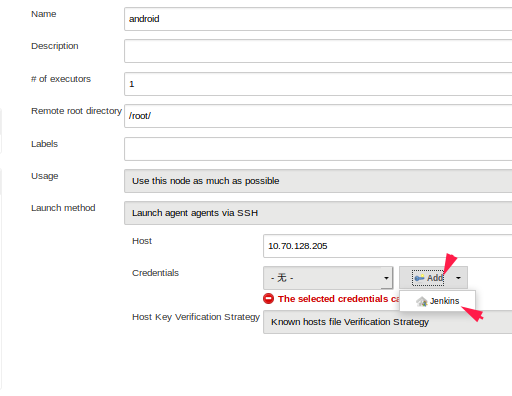 Name
android
Description
# of executors
1
Remote root directory
/root/
Labels
Usage
Use this node as much as possible
Launch method
Launch agent agents via SSH
Host
10.70.128.205
Credentials
- 无 -
Add
The selected credentials
Jenkins
Host Key Verification Strategy
Known hosts file Verification Strategy